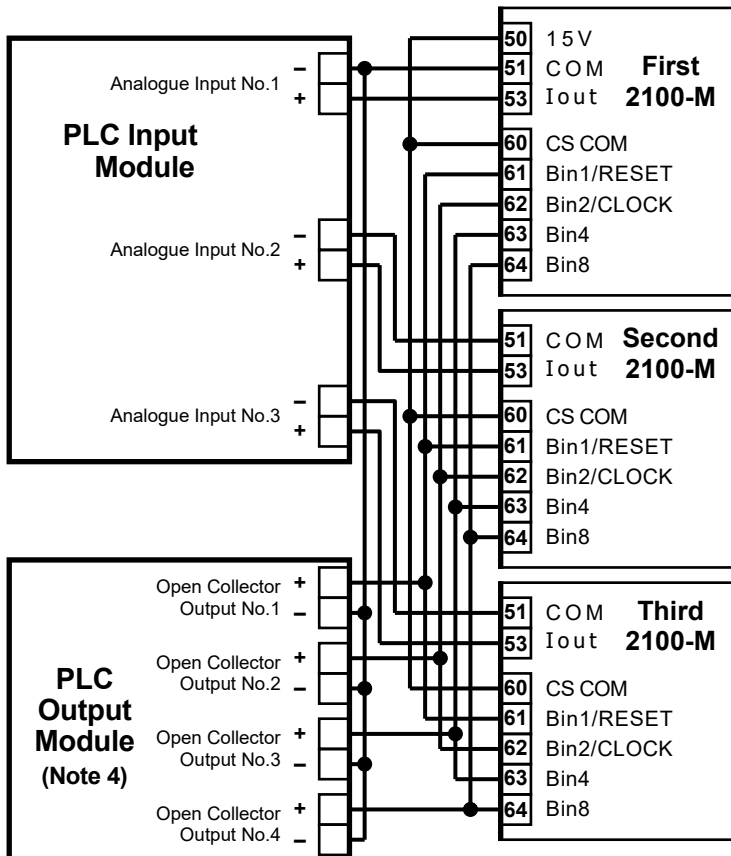 PLC Input
Module
Analogue Input No.1
−
+
Analogue Input No.2
−
+
Analogue Input No.3
−
+
50 15V
51 COM
53 Iout
First
2100-M
60 CS COM
61 Bin1/RESET
62 Bin2/CLOCK
63 Bin4
64 Bin8
51 COM
53 Iout
Second
2100-M
60 CS COM
61 Bin1/RESET
62 Bin2/CLOCK
63 Bin4
64 Bin8
PLC
Output
Module
(Note 4)
Open Collector +
Output No.1 −
Open Collector +
Output No.2 −
Open Collector +
Output No.3 −
Open Collector +
Output No.4 −
51 COM
53 Iout
Third
2100-M
60 CS COM
61 Bin1/RESET
62 Bin2/CLOCK
63 Bin4
64 Bin8